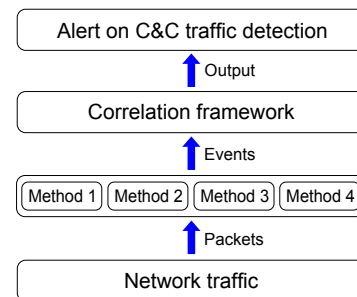 Alert on C&C traffic detection
Output
Correlation framework
Events
Method 1 Method 2 Method 3 Method 4
Packets
Network traffic